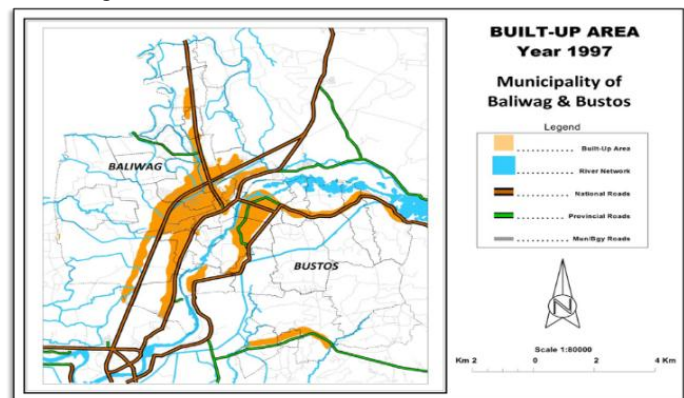 BUILT-UP AREA
Year 1997
Municipality of
Baliwag & Bustos
Legend
Built-Up Area
River Network
National Roads
Provincial Roads
Mun/Bgy Roads
BALIWAG
BUSTOS
N
Scale 1:80000
Km 2 0 2 4 Km